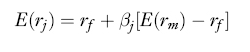 E(r_j) = r_f + β_j[E(r_m) − r_f]